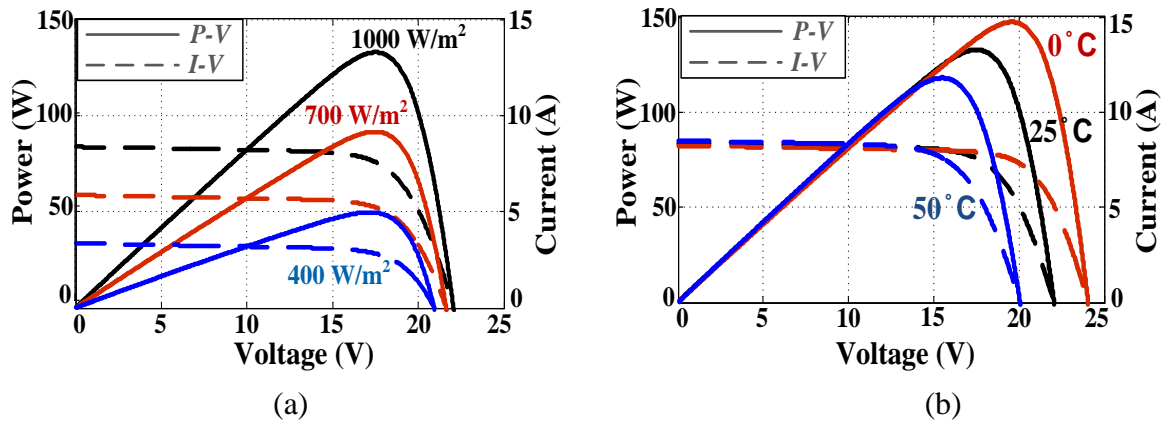 150
100
50
0
Power (W)
P-V
I-V
1000 W/m²
700 W/m²
400 W/m²
15
10
5
0
Current (A)
0 5 10 15 20 25
Voltage (V)
(a)
150
100
50
0
Power (W)
P-V
I-V
0°C
25°C
50°C
15
10
5
0
Current (A)
0 5 10 15 20 25
Voltage (V)
(b)